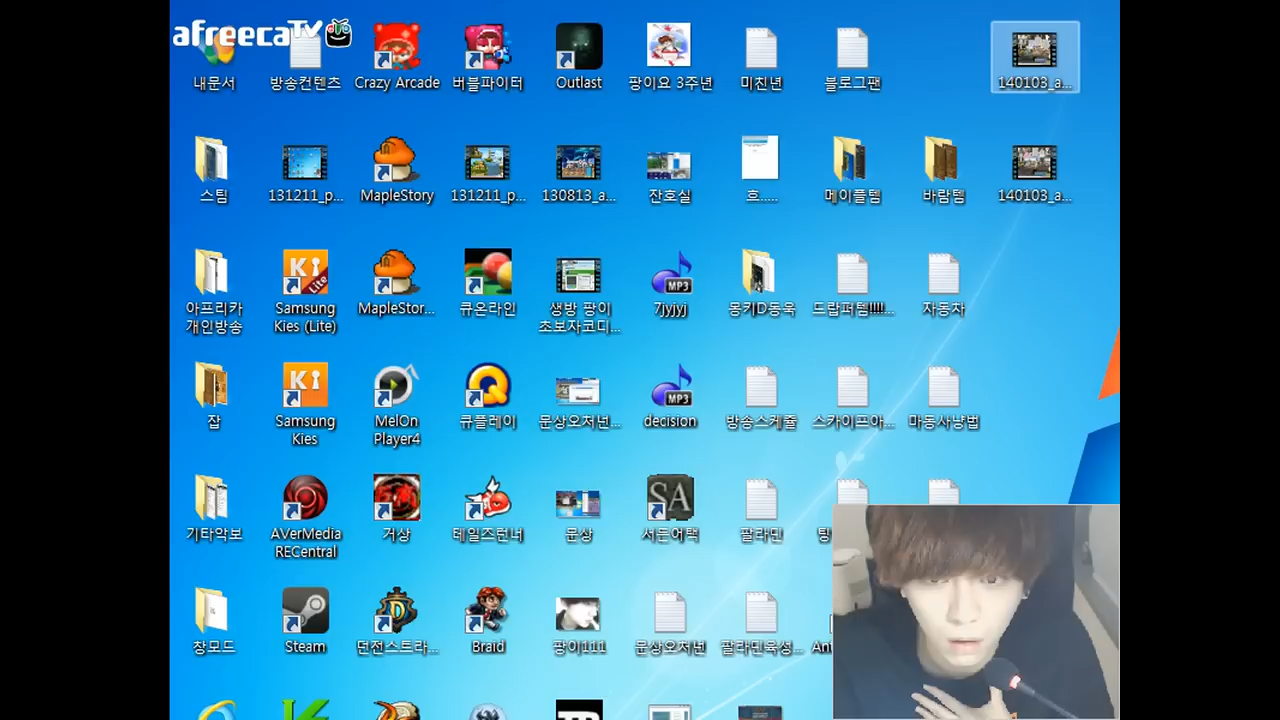 afreecaTV
내문서
방송컨텐츠
Crazy Arcade
버블파이터
Outlast
팡이요 3주년
미친년
블로그팬
140103_a...
스팀
131211_p...
MapleStory
131211_p...
130813_a...
잔호실
흐.....
메이플템
바람템
140103_a...
아프리카
개인방송
Samsung
Kies (Lite)
MapleStor...
큐온라인
생방 팡이
초보자코디...
7jyjyj
몽키D동욱
드랍퍼템!!!!...
자동차
잡
Samsung
Kies
MelOn
Player4
큐플레이
문상오처넌...
decision
방송스케줄
스카이프아...
마동사냥법
기타악보
AVerMedia
RECentral
거상
테일즈런너
문상
서든어택
팔라딘
창모드
Steam
던전스트라...
Braid
팡이111
문상오처넌
팔라딘육성...